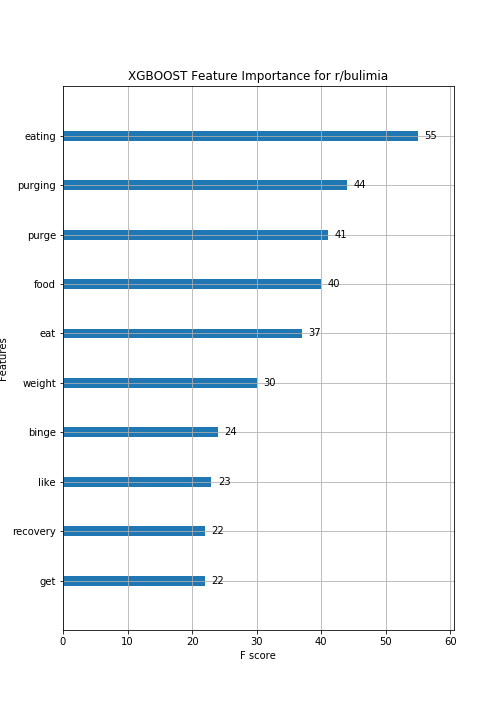 XGBOOST Feature Importance for r/bulimia
eating 55
purging 44
purge 41
food 40
eat 37
Features
weight 30
binge 24
like 23
recovery 22
get 22
0 10 20 30 40 50 60
F score